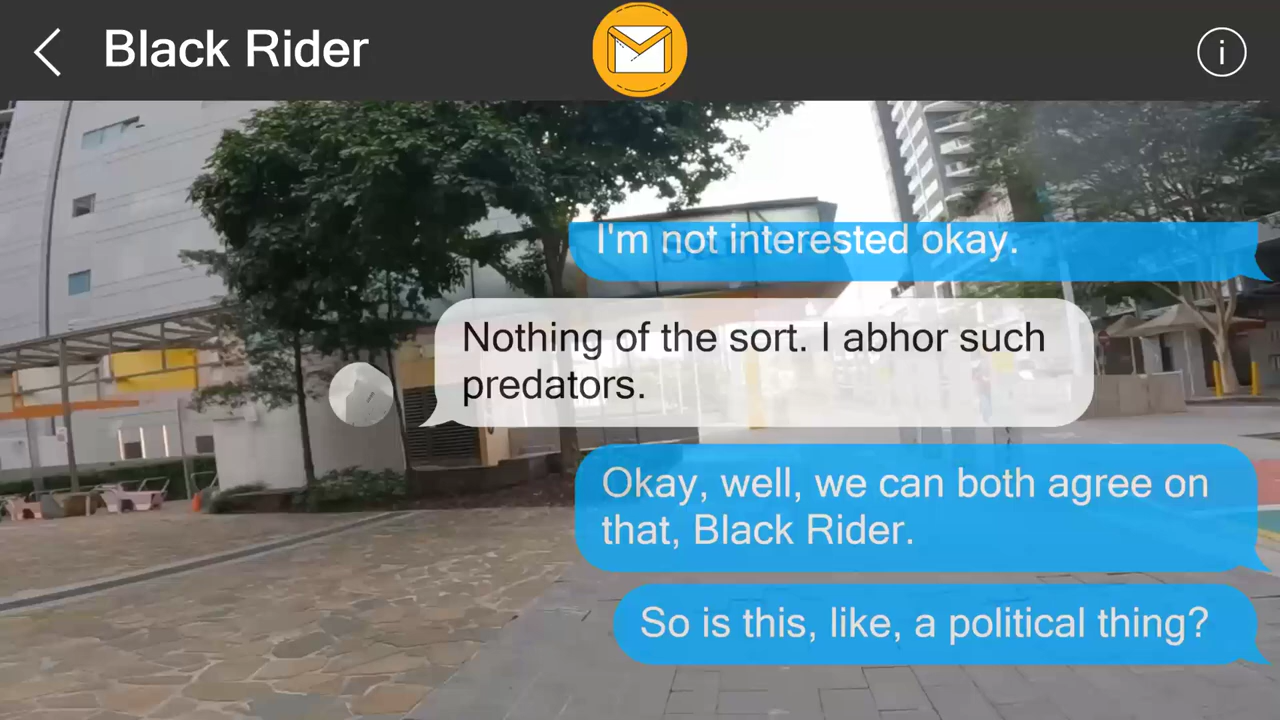 Black Rider
i
I'm not interested okay.
Nothing of the sort. I abhor such
predators.
Okay, well, we can both agree on
that, Black Rider.
So is this, like, a political thing?